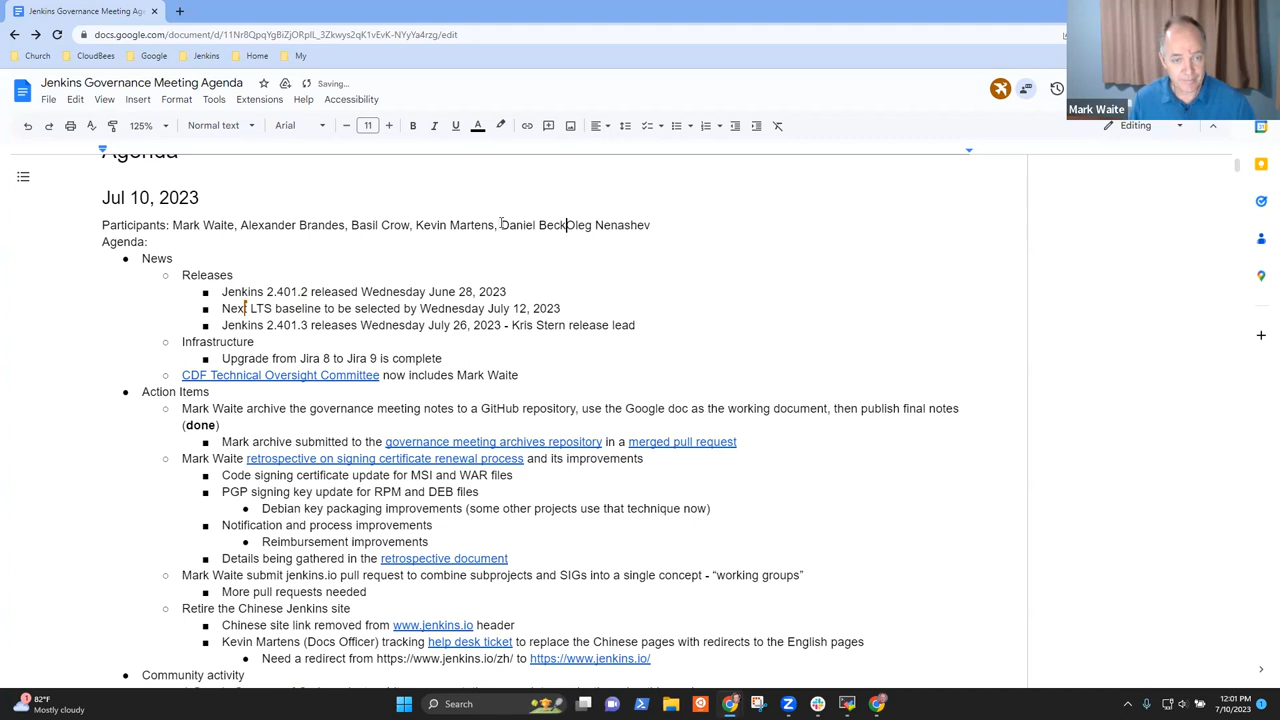 Jenkins Governance Meeting Agenda
docs.google.com/document/d/11Nr8QpqYgBiZjORpIL_3Zkwys2qK1vEvK-NYyYa4rzg/edit
Church CloudBees Google Jenkins Home My
Mark Waite
Jenkins Governance Meeting Agenda Saving...
File Edit View Insert Format Tools Extensions Help Accessibility
125% Normal text Arial 11 Editing
Agenda
Jul 10, 2023
Participants: Mark Waite, Alexander Brandes, Basil Crow, Kevin Martens, Daniel BeckOleg Nenashev
Agenda:
News
Releases
Jenkins 2.401.2 released Wednesday June 28, 2023
Next LTS baseline to be selected by Wednesday July 12, 2023
Jenkins 2.401.3 releases Wednesday July 26, 2023 - Kris Stern release lead
Infrastructure
Upgrade from Jira 8 to Jira 9 is complete
CDF Technical Oversight Committee now includes Mark Waite
Action Items
Mark Waite archive the governance meeting notes to a GitHub repository, use the Google doc as the working document, then publish final notes
(done)
Mark archive submitted to the governance meeting archives repository in a merged pull request
Mark Waite retrospective on signing certificate renewal process and its improvements
Code signing certificate update for MSI and WAR files
PGP signing key update for RPM and DEB files
Debian key packaging improvements (some other projects use that technique now)
Notification and process improvements
Reimbursement improvements
Details being gathered in the retrospective document
Mark Waite submit jenkins.io pull request to combine subprojects and SIGs into a single concept - “working groups”
More pull requests needed
Retire the Chinese Jenkins site
Chinese site link removed from www.jenkins.io header
Kevin Martens (Docs Officer) tracking help desk ticket to replace the Chinese pages with redirects to the English pages
Need a redirect from https://www.jenkins.io/zh/ to https://www.jenkins.io/
Community activity
82°F
Mostly cloudy
Search
12:01 PM
7/10/2023